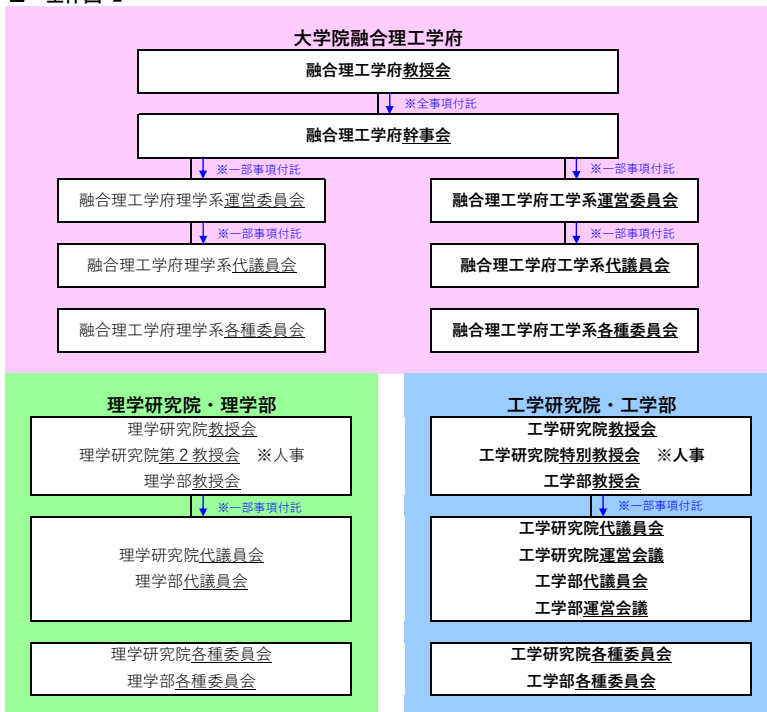 大学院融合理工学府
融合理工学府教授会
※全事項付託
融合理工学府幹事会
※一部事項付託
※一部事項付託
融合理工学府理学系運営委員会
融合理工学府工学系運営委員会
※一部事項付託
※一部事項付託
融合理工学府理学系代議員会
融合理工学府工学系代議員会
融合理工学府理学系各種委員会
融合理工学府工学系各種委員会
理学研究院・理学部
理学研究院教授会
理学研究院第２教授会　※人事
理学部教授会
※一部事項付託
理学研究院代議員会
理学部代議員会
理学研究院各種委員会
理学部各種委員会
工学研究院・工学部
工学研究院教授会
工学研究院特別教授会　※人事
工学部教授会
※一部事項付託
工学研究院代議員会
工学研究院運営会議
工学部代議員会
工学部運営会議
工学研究院各種委員会
工学部各種委員会